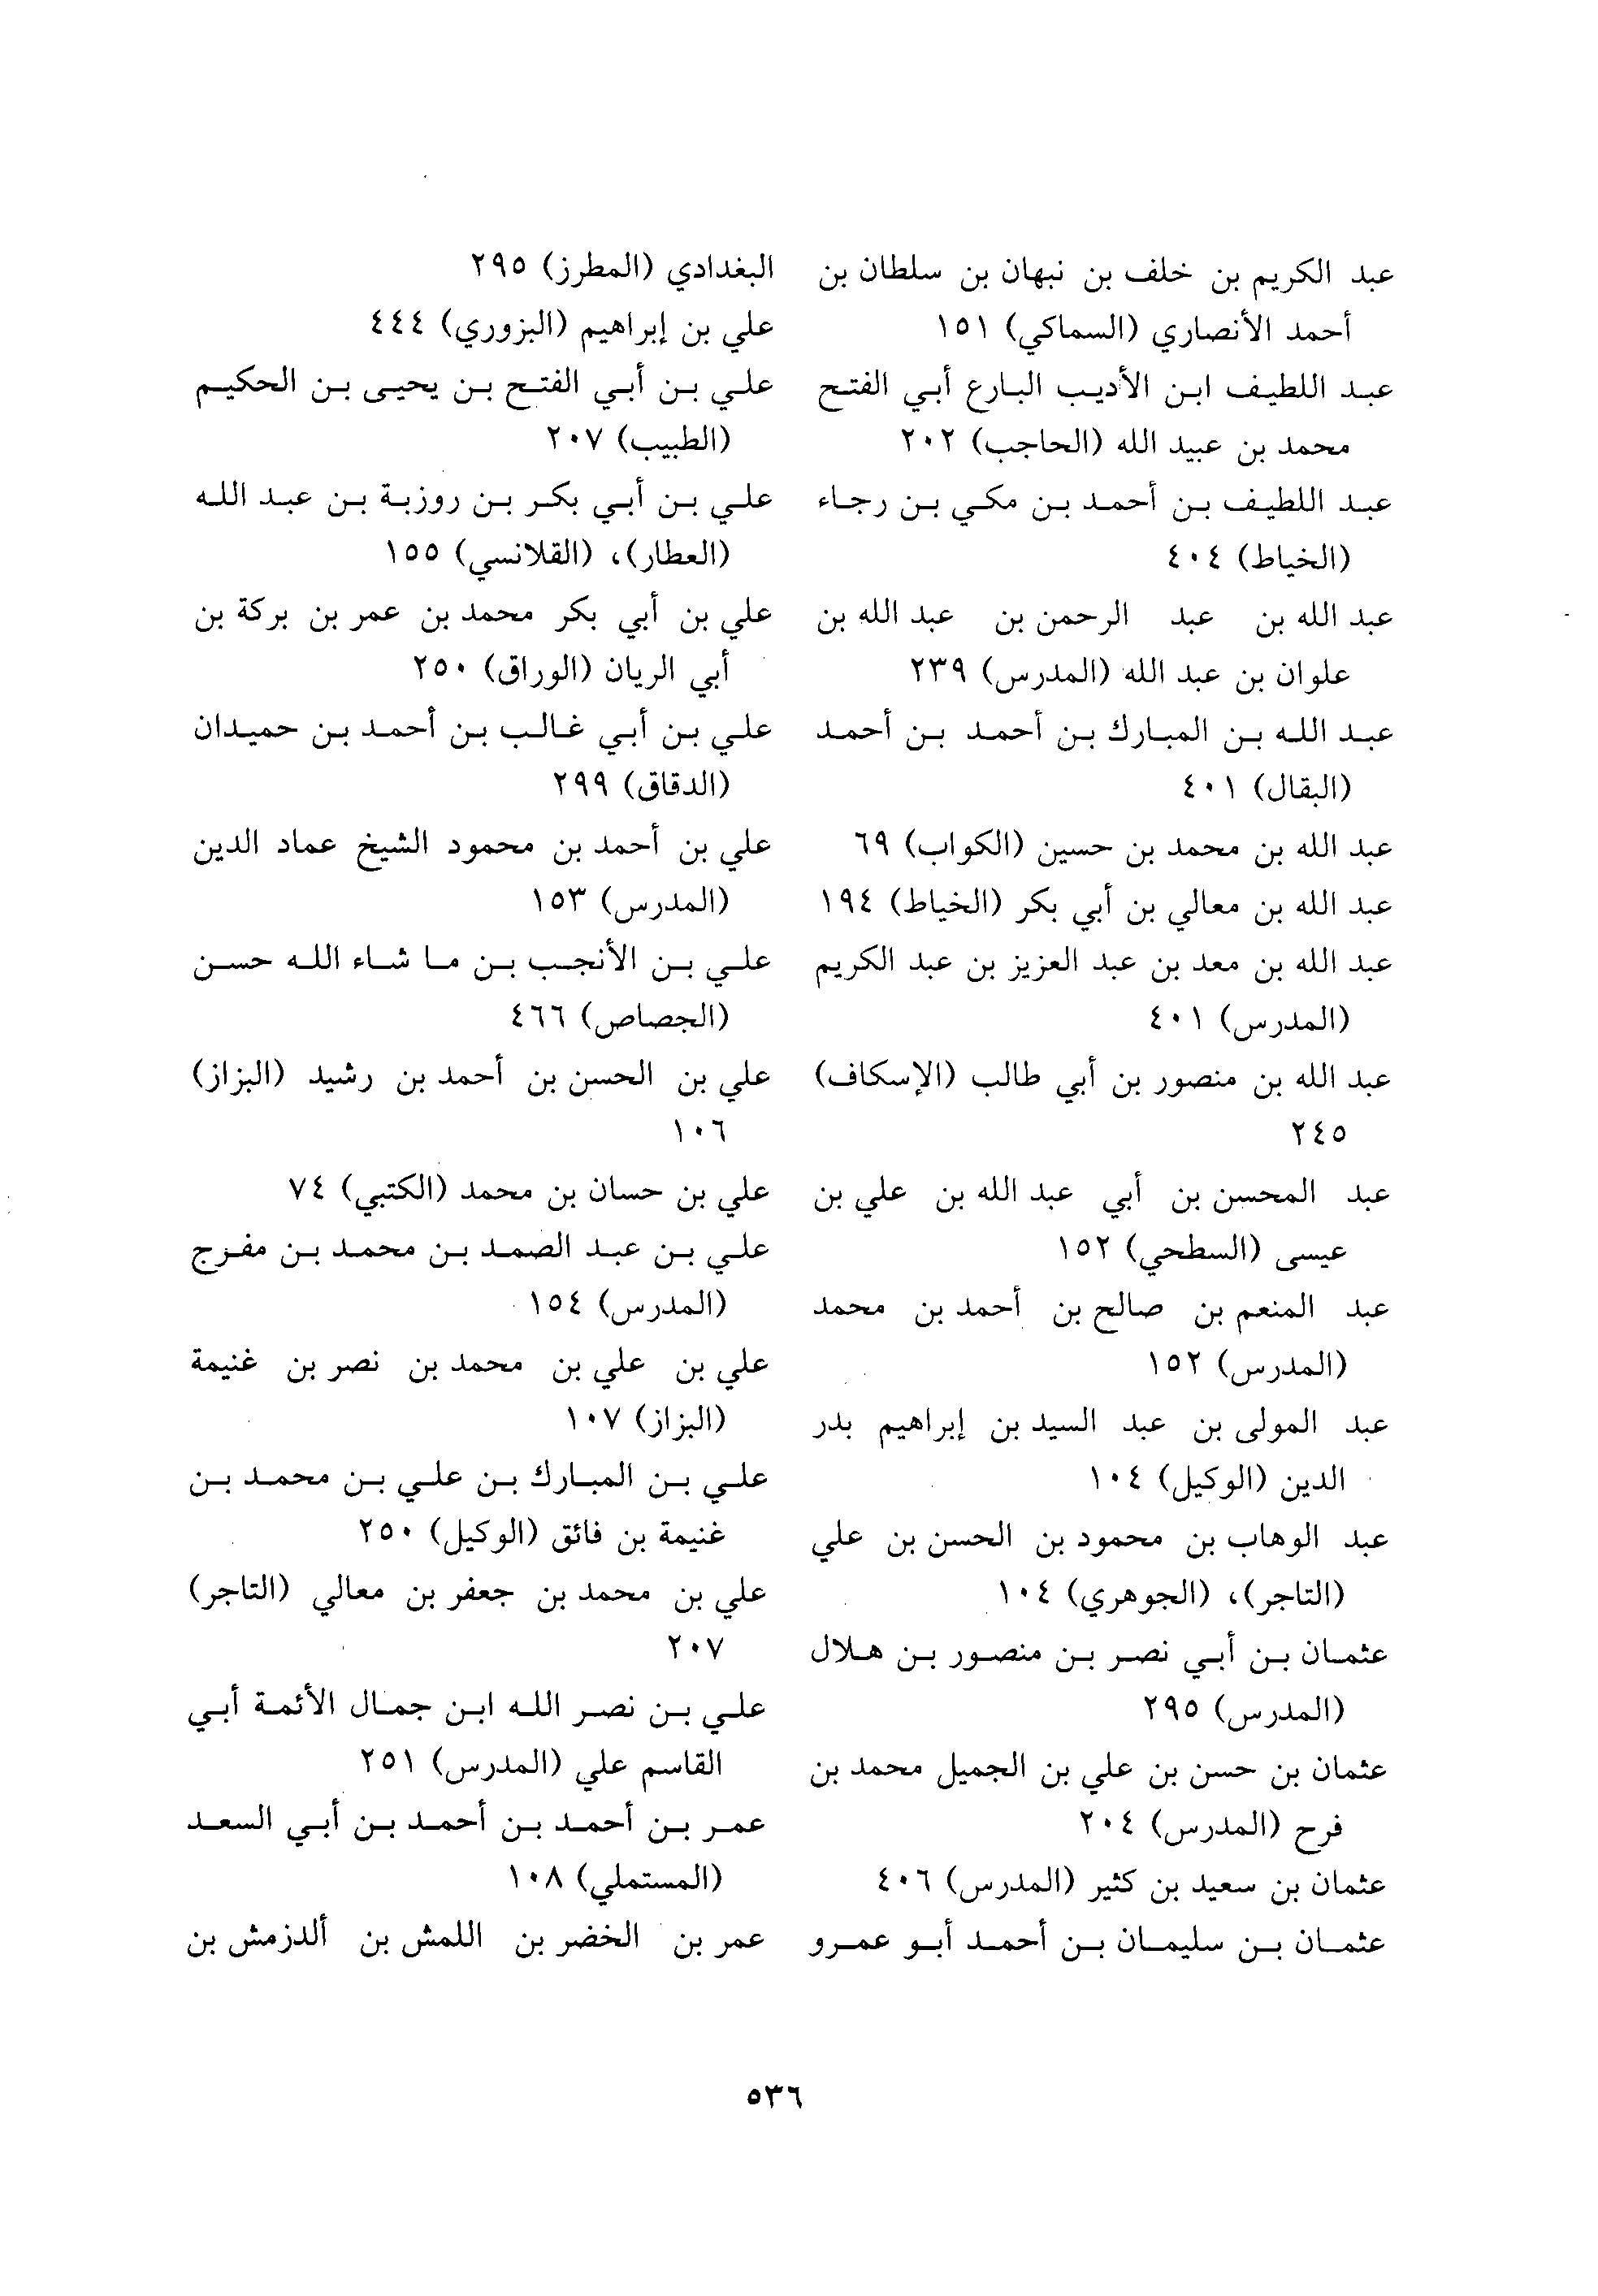 عبد الكريم بن خلف بن نبهان بن سلطان بن
أحمد الأنصاري (السماكي) ١٥١
عبد اللطيف ابن الأديب البارع أبي الفتح
محمد بن عبيد الله (الحاجب) ٢٠٢
عبد اللطيف بن أحمد بن مكي بن رجاء
(الخياط) ٤٠٤
عبد الله بن عبد الرحمن بن عبد الله بن
علوان بن عبد الله (المدرس) ٢٣٩
عبد الله بن المبارك بن أحمد بن أحمد
(البقال) ٤٠١
عبد الله بن محمد بن حسين (الكواب) ٦٩
عبد الله بن معالي بن أبي بكر (الخياط) ١٩٤
عبد الله بن معد بن عبد العزيز بن عبد الكريم
(المدرس) ٤٠١
عبد الله بن منصور بن أبي طالب (الإسكاف)
٢٤٥
عبد المحسن بن أبي عبد الله بن علي بن
عيسى (السطحي) ١٥٢
عبد المنعم بن صالح بن أحمد بن محمد
(المدرس) ١٥٢
عبد المولى بن عبد السيد بن إبراهيم بدر
الدين (الوكيل) ١٠٤
عبد الوهاب بن محمود بن الحسن بن علي
(التاجر)، (الجوهري) ١٠٤
عثمان بن أبي نصر بن منصور بن هلال
(المدرس) ٢٩٥
عثمان بن حسن بن علي بن الجميل محمد بن
فرح (المدرس) ٢٠٤
عثمان بن سعيد بن كثير (المدرس) ٤٠٦
عثمان بن سليمان بن أحمد أبو عمرو
البغدادي (المطرز) ٢٩٥
علي بن إبراهيم (البزوري) ٤٤٤
علي بن أبي الفتح بن يحيى بن الحكيم
(الطبيب) ٢٠٧
علي بن أبي بكر بن روزبة بن عبد الله
(العطار)، (القلانسي) ١٥٥
علي بن أبي بكر محمد بن عمر بن بركة بن
أبي الريان (الوراق) ٢٥٠
علي بن أبي غالب بن أحمد بن حميدان
(الدقاق) ٢٩٩
علي بن أحمد بن محمود الشيخ عماد الدين
(المدرس) ١٥٣
علي بن الأنجب بن ما شاء الله حسن
(الجصاص) ٤٦٦
علي بن الحسن بن أحمد بن رشيد (البزاز)
١٠٦
علي بن حسان بن محمد (الكتبي) ٧٤
علي بن عبد الصمد بن محمد بن مفرج
(المدرس) ١٥٤
علي بن علي بن محمد بن نصر بن غنيمة
(البزاز) ١٠٧
علي بن المبارك بن علي بن محمد بن
غنيمة بن فائق (الوكيل) ٢٥٠
علي بن محمد بن جعفر بن معالي (التاجر)
٢٠٧
علي بن نصر الله ابن جمال الأئمة أبي
القاسم علي (المدرس) ٢٥١
عمر بن أحمد بن أحمد بن أبي السعد
(المستملي) ١٠٨
عمر بن الخضر بن اللمش بن ألدزمش بن
٥٣٦